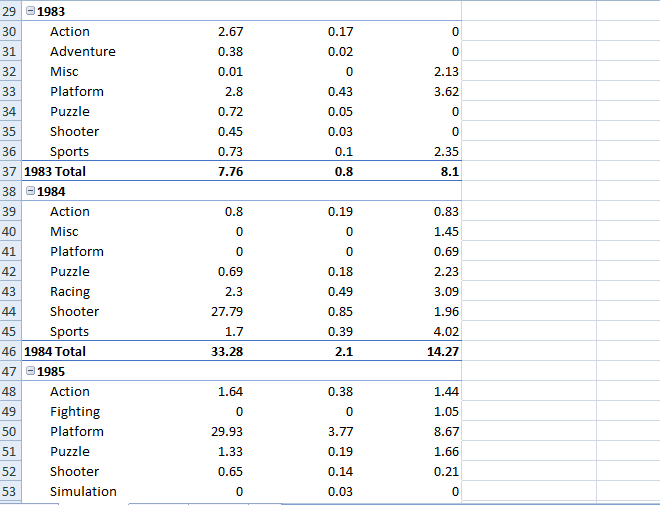 29 1983
30 Action 2.67 0.17 0
31 Adventure 0.38 0.02 0
32 Misc 0.01 0 2.13
33 Platform 2.8 0.43 3.62
34 Puzzle 0.72 0.05 0
35 Shooter 0.45 0.03 0
36 Sports 0.73 0.1 2.35
37 1983 Total 7.76 0.8 8.1
38 1984
39 Action 0.8 0.19 0.83
40 Misc 0 0 1.45
41 Platform 0 0 0.69
42 Puzzle 0.69 0.18 2.23
43 Racing 2.3 0.49 3.09
44 Shooter 27.79 0.85 1.96
45 Sports 1.7 0.39 4.02
46 1984 Total 33.28 2.1 14.27
47 1985
48 Action 1.64 0.38 1.44
49 Fighting 0 0 1.05
50 Platform 29.93 3.77 8.67
51 Puzzle 1.33 0.19 1.66
52 Shooter 0.65 0.14 0.21
53 Simulation 0 0.03 0